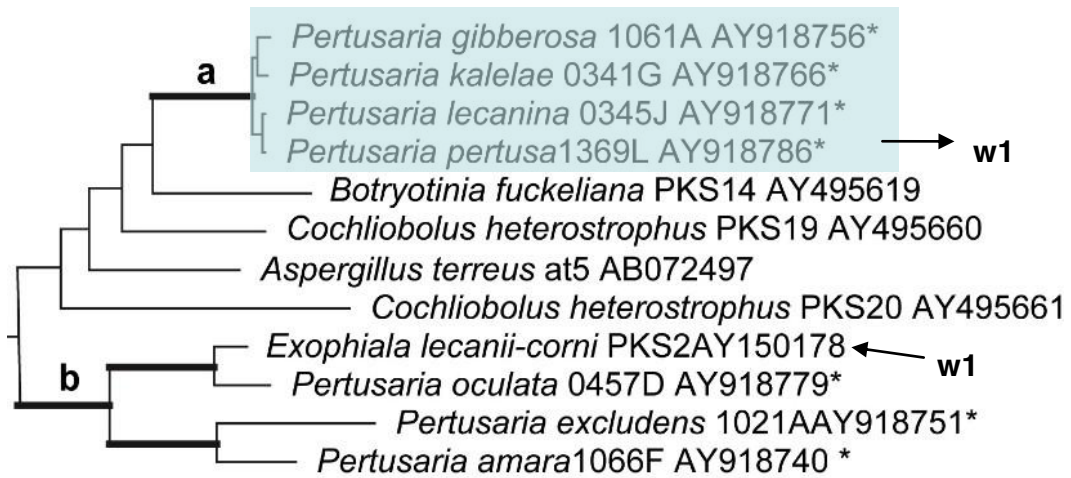 Pertusaria gibberosa 1061A AY918756*
a
Pertusaria kalelae 0341G AY918766*
Pertusaria lecanina 0345J AY918771*
Pertusaria pertusa1369L AY918786*
w1
Botryotinia fuckeliana PKS14 AY495619
Cochliobolus heterostrophus PKS19 AY495660
Aspergillus terreus at5 AB072497
Cochliobolus heterostrophus PKS20 AY495661
Exophiala lecanii-corni PKS2AY150178
w1
b
Pertusaria oculata 0457D AY918779*
Pertusaria excludens 1021AAY918751*
Pertusaria amara1066F AY918740 *